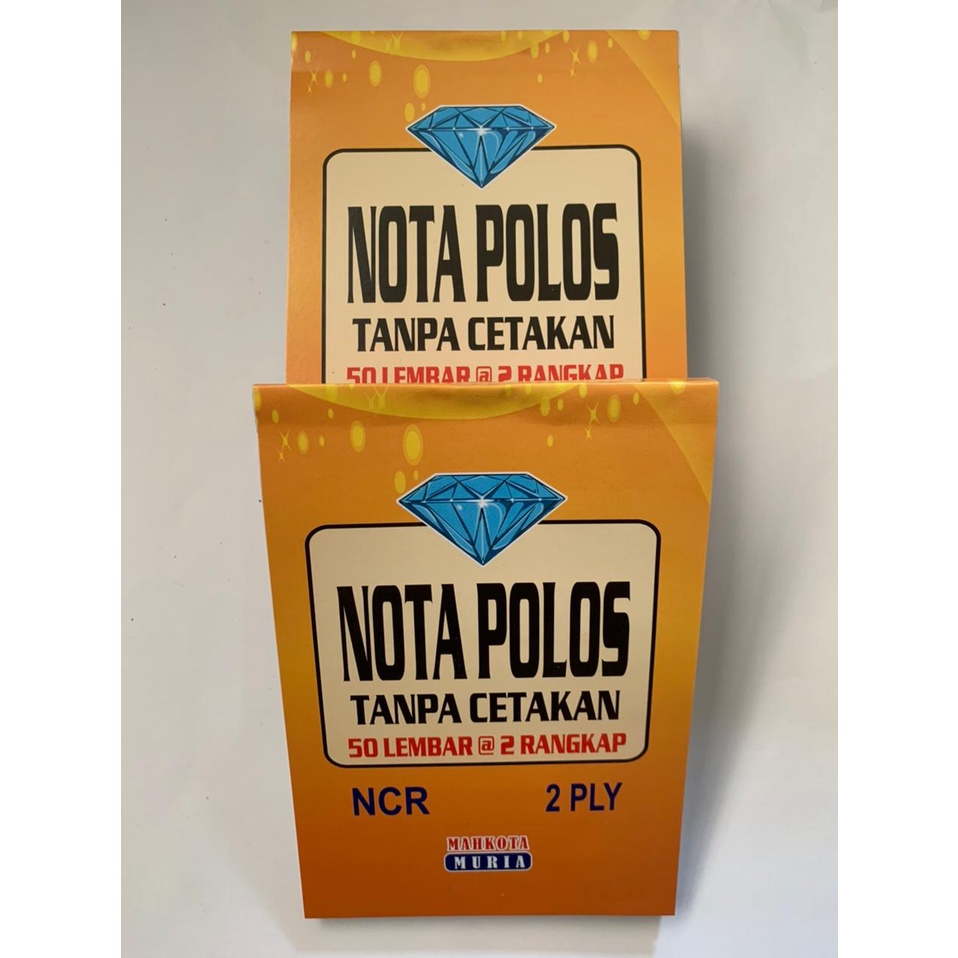 NOTA POLOS
TANPA CETAKAN
50 LEMBAR @ 2 RANGKAP
NOTA POLOS
TANPA CETAKAN
50 LEMBAR @ 2 RANGKAP
NCR 2 PLY
MAHKOTA
MURIA